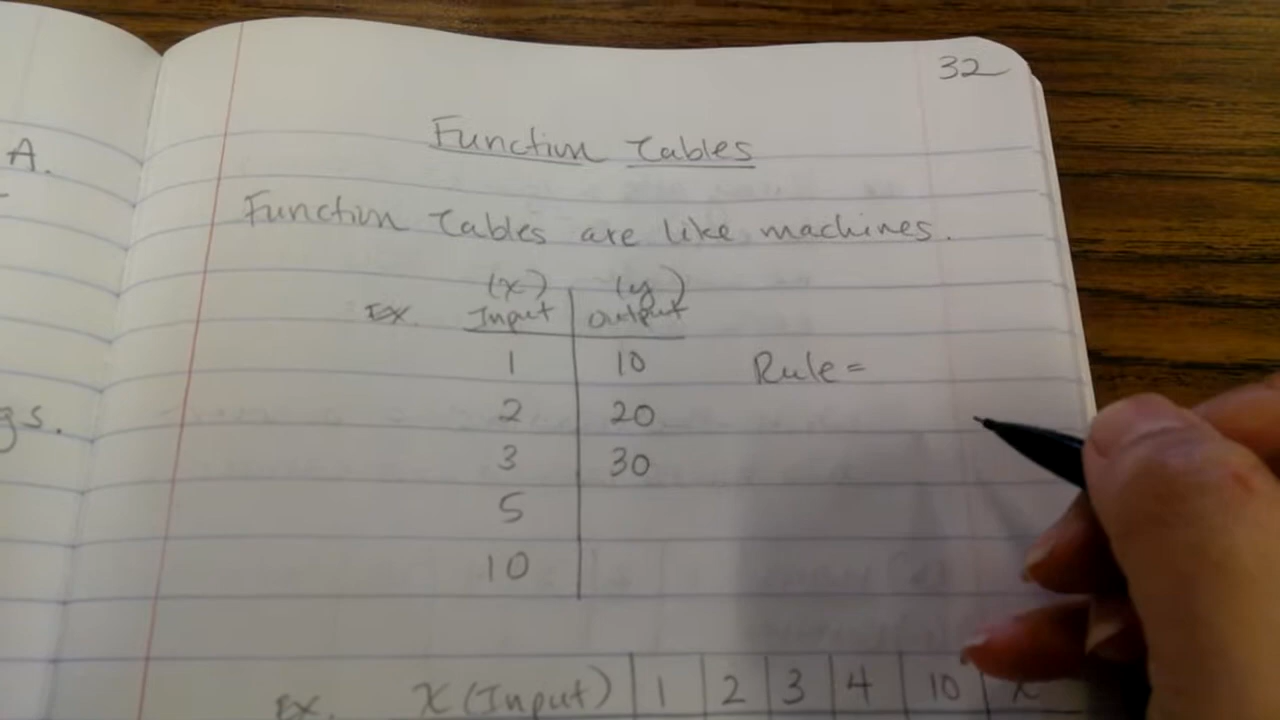 32
A.
Function Tables
Function Tables are like machines.
(x) (y)
Ex. Input Output
1 10 Rule =
2 20
gs.
3 30
5
10
Ex. X (Input) 1 2 3 4 10 x